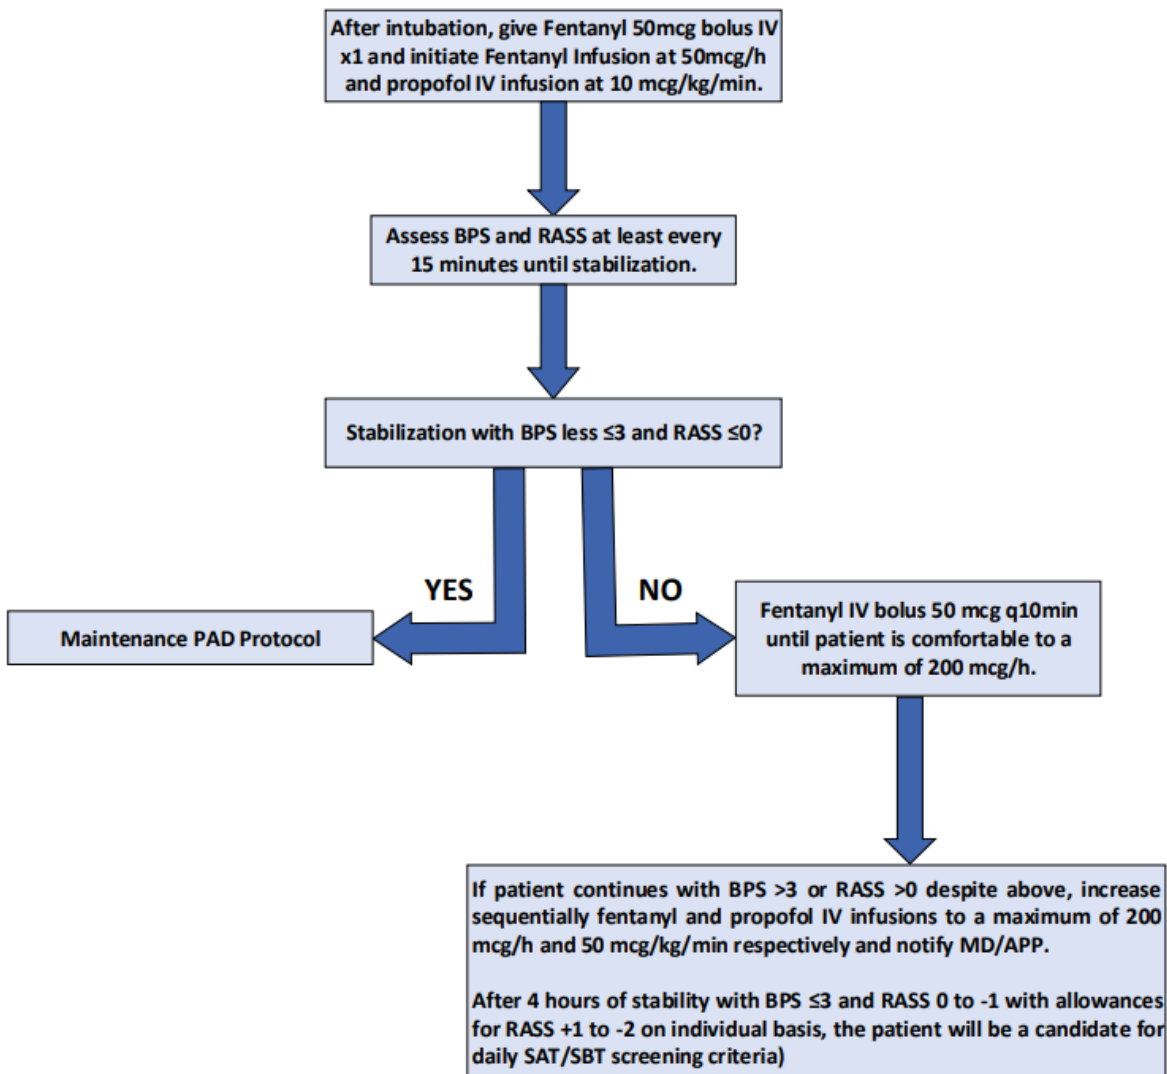 After intubation, give Fentanyl 50mcg bolus IV
x1 and initiate Fentanyl Infusion at 50mcg/h
and propofol IV infusion at 10 mcg/kg/min.
Assess BPS and RASS at least every
15 minutes until stabilization.
Stabilization with BPS less ≤3 and RASS ≤0?
YES
NO
Maintenance PAD Protocol
Fentanyl IV bolus 50 mcg q10min
until patient is comfortable to a
maximum of 200 mcg/h.
If patient continues with BPS >3 or RASS >0 despite above, increase
sequentially fentanyl and propofol IV infusions to a maximum of 200
mcg/h and 50 mcg/kg/min respectively and notify MD/APP.
After 4 hours of stability with BPS ≤3 and RASS 0 to -1 with allowances
for RASS +1 to -2 on individual basis, the patient will be a candidate for
daily SAT/SBT screening criteria)